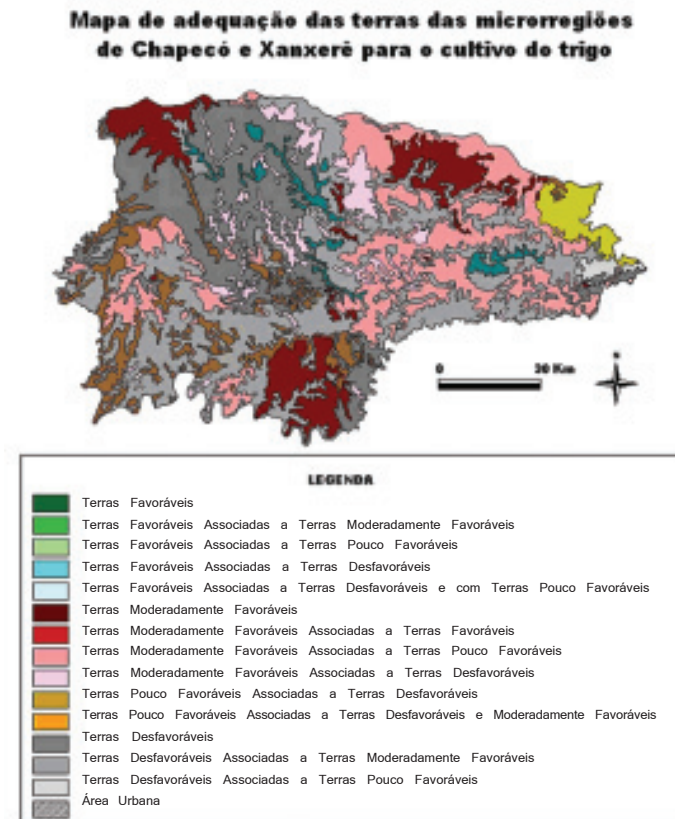 Mapa de adequação das terras das microrregiões
de Chapecó e Xanxerê para o cultivo do trigo
0 20 Km
N
LEGENDA
Terras Favoráveis
Terras Favoráveis Associadas a Terras Moderadamente Favoráveis
Terras Favoráveis Associadas a Terras Pouco Favoráveis
Terras Favoráveis Associadas a Terras Desfavoráveis
Terras Favoráveis Associadas a Terras Desfavoráveis e com Terras Pouco Favoráveis
Terras Moderadamente Favoráveis
Terras Moderadamente Favoráveis Associadas a Terras Favoráveis
Terras Moderadamente Favoráveis Associadas a Terras Pouco Favoráveis
Terras Moderadamente Favoráveis Associadas a Terras Desfavoráveis
Terras Pouco Favoráveis Associadas a Terras Desfavoráveis
Terras Pouco Favoráveis Associadas a Terras Desfavoráveis e Moderadamente Favoráveis
Terras Desfavoráveis
Terras Desfavoráveis Associadas a Terras Moderadamente Favoráveis
Terras Desfavoráveis Associadas a Terras Pouco Favoráveis
Área Urbana